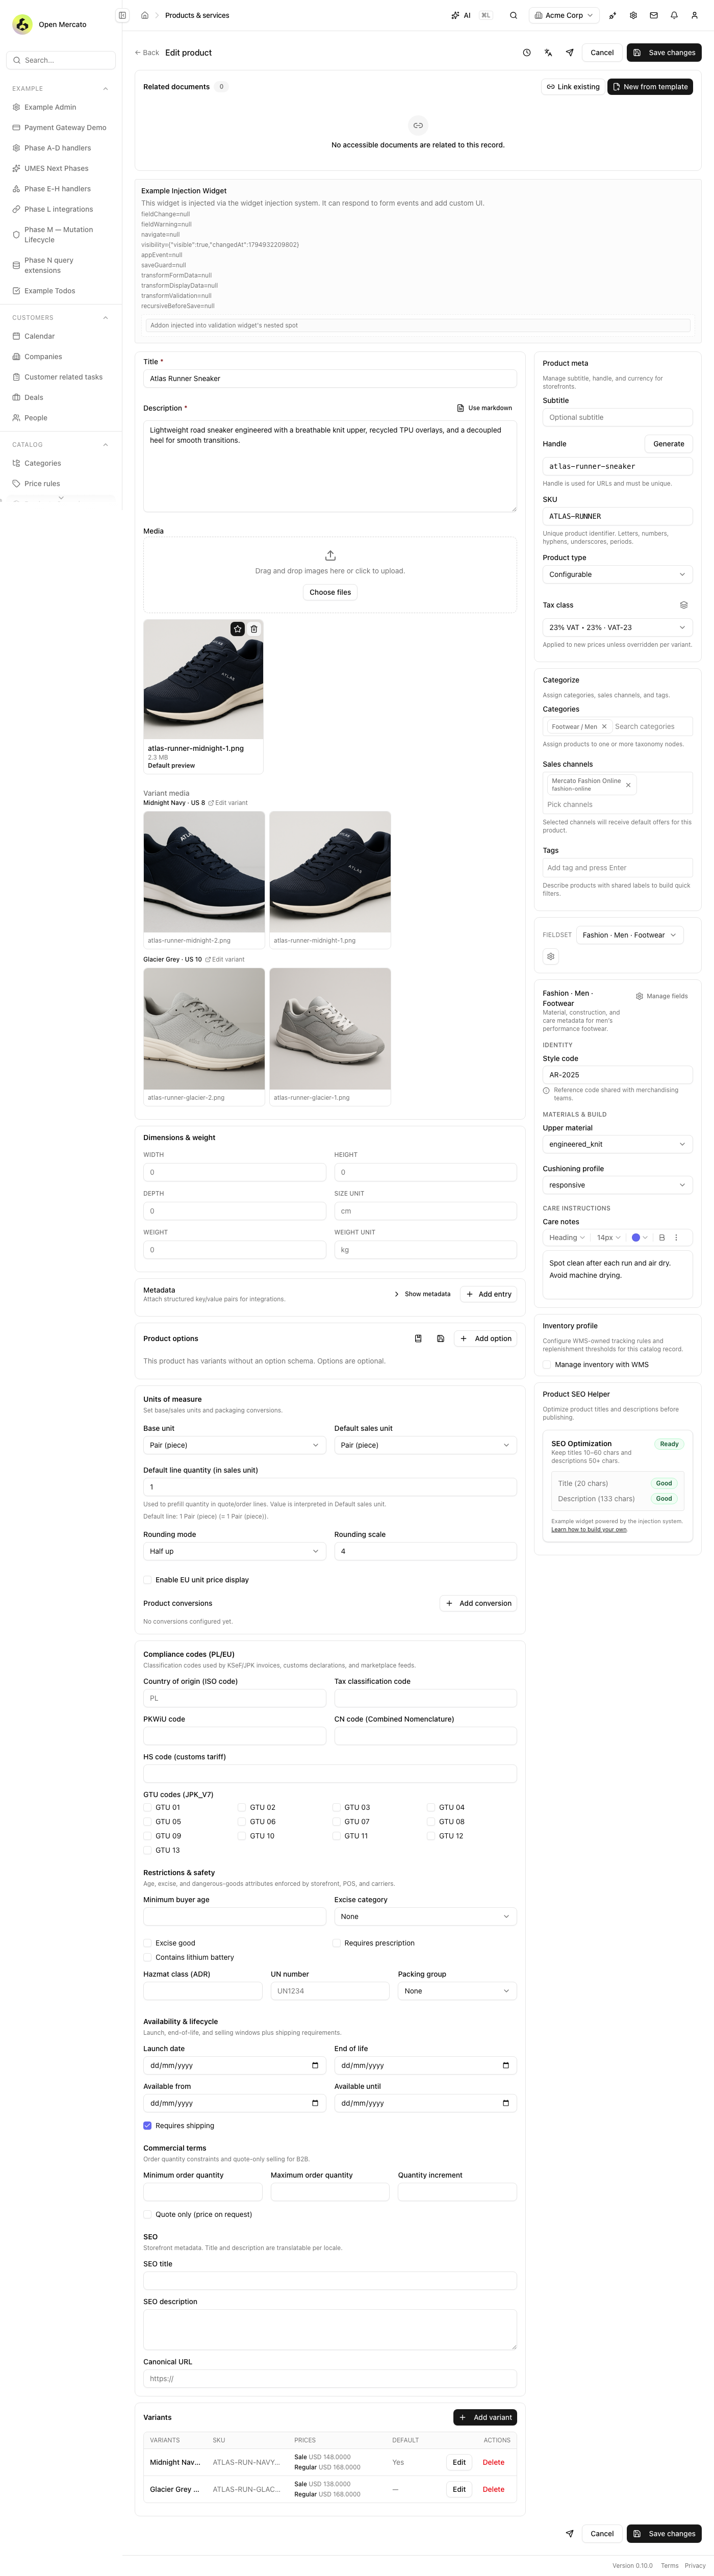 Open Mercato
Search...
EXAMPLE
Example Admin
Payment Gateway Demo
Phase A-D handlers
UMES Next Phases
Phase E-H handlers
Phase L integrations
Phase M — Mutation
Lifecycle
Phase N query
extensions
Example Todos
CUSTOMERS
Calendar
Companies
Customer related tasks
Deals
People
CATALOG
Categories
Price rules
Products & services
AI
⌘L
Acme Corp
← Back
Edit product
Cancel
Save changes
Related documents 0
Link existing
New from template
No accessible documents are related to this record.
Example Injection Widget
This widget is injected via the widget injection system. It can respond to form events and add custom UI.
fieldChange=null
fieldWarning=null
navigate=null
visibility={"visible":true,"changedAt":1794932209802}
appEvent=null
saveGuard=null
transformFormData=null
transformDisplayData=null
transformValidation=null
recursiveBeforeSave=null
Addon injected into validation widget's nested spot
Title *
Atlas Runner Sneaker
Description *
Use markdown
Lightweight road sneaker engineered with a breathable knit upper, recycled TPU overlays, and a decoupled
heel for smooth transitions.
Media
Drag and drop images here or click to upload.
Choose files
ATLAS
atlas-runner-midnight-1.png
2.3 MB
Default preview
Variant media
Midnight Navy · US 8 Edit variant
ATLAS
ATLAS
atlas-runner-midnight-2.png
atlas-runner-midnight-1.png
Glacier Grey · US 10 Edit variant
atlas-runner-glacier-2.png
atlas-runner-glacier-1.png
Dimensions & weight
WIDTH
HEIGHT
0
0
DEPTH
SIZE UNIT
0
cm
WEIGHT
WEIGHT UNIT
0
kg
Metadata
Attach structured key/value pairs for integrations.
Show metadata
Add entry
Product options
Add option
This product has variants without an option schema. Options are optional.
Units of measure
Set base/sales units and packaging conversions.
Base unit
Default sales unit
Pair (piece)
Pair (piece)
Default line quantity (in sales unit)
1
Used to prefill quantity in quote/order lines. Value is interpreted in Default sales unit.
Default line: 1 Pair (piece) (= 1 Pair (piece)).
Rounding mode
Rounding scale
Half up
4
Enable EU unit price display
Product conversions
Add conversion
No conversions configured yet.
Compliance codes (PL/EU)
Classification codes used by KSeF/JPK invoices, customs declarations, and marketplace feeds.
Country of origin (ISO code)
Tax classification code
PL
PKWiU code
CN code (Combined Nomenclature)
HS code (customs tariff)
GTU codes (JPK_V7)
GTU 01
GTU 02
GTU 03
GTU 04
GTU 05
GTU 06
GTU 07
GTU 08
GTU 09
GTU 10
GTU 11
GTU 12
GTU 13
Restrictions & safety
Age, excise, and dangerous-goods attributes enforced by storefront, POS, and carriers.
Minimum buyer age
Excise category
None
Excise good
Requires prescription
Contains lithium battery
Hazmat class (ADR)
UN number
Packing group
UN1234
None
Availability & lifecycle
Launch, end-of-life, and selling windows plus shipping requirements.
Launch date
End of life
dd/mm/yyyy
dd/mm/yyyy
Available from
Available until
dd/mm/yyyy
dd/mm/yyyy
Requires shipping
Commercial terms
Order quantity constraints and quote-only selling for B2B.
Minimum order quantity
Maximum order quantity
Quantity increment
Quote only (price on request)
SEO
Storefront metadata. Title and description are translatable per locale.
SEO title
SEO description
Canonical URL
https://
Variants
Add variant
VARIANTS
SKU
PRICES
DEFAULT
ACTIONS
Midnight Nav...
ATLAS-RUN-NAVY...
Sale USD 148.0000
Regular USD 168.0000
Yes
Edit
Delete
Glacier Grey ...
ATLAS-RUN-GLAC...
Sale USD 138.0000
Regular USD 168.0000
—
Edit
Delete
Product meta
Manage subtitle, handle, and currency for
storefronts.
Subtitle
Optional subtitle
Handle
Generate
atlas-runner-sneaker
Handle is used for URLs and must be unique.
SKU
ATLAS-RUNNER
Unique product identifier. Letters, numbers,
hyphens, underscores, periods.
Product type
Configurable
Tax class
23% VAT • 23% · VAT-23
Applied to new prices unless overridden per variant.
Categorize
Assign categories, sales channels, and tags.
Categories
Footwear / Men
Search categories
Assign products to one or more taxonomy nodes.
Sales channels
Mercato Fashion Online
fashion-online
Pick channels
Selected channels will receive default offers for this
product.
Tags
Add tag and press Enter
Describe products with shared labels to build quick
filters.
FIELDSET
Fashion · Men · Footwear
Fashion · Men ·
Footwear
Manage fields
Material, construction, and
care metadata for men's
performance footwear.
IDENTITY
Style code
AR-2025
Reference code shared with merchandising
teams.
MATERIALS & BUILD
Upper material
engineered_knit
Cushioning profile
responsive
CARE INSTRUCTIONS
Care notes
Heading
14px
B
Spot clean after each run and air dry.
Avoid machine drying.
Inventory profile
Configure WMS-owned tracking rules and
replenishment thresholds for this catalog record.
Manage inventory with WMS
Product SEO Helper
Optimize product titles and descriptions before
publishing.
SEO Optimization
Ready
Keep titles 10–60 chars and
descriptions 50+ chars.
Title (20 chars)
Good
Description (133 chars)
Good
Example widget powered by the injection system.
Learn how to build your own.
Cancel
Save changes
Version 0.10.0
Terms
Privacy